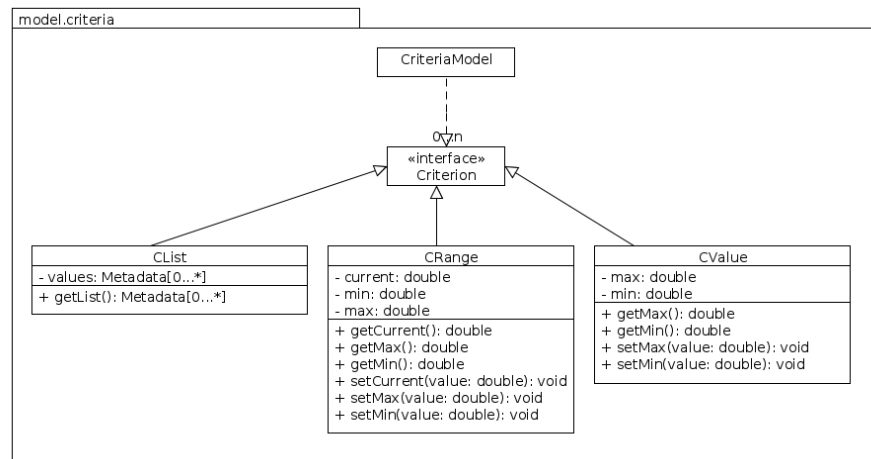 model.criteria
CriteriaModel
0...n
«interface»
Criterion
CList
- values: Metadata[0...*]
+ getList(): Metadata[0...*]
CRange
- current: double
- min: double
- max: double
+ getCurrent(): double
+ getMax(): double
+ getMin(): double
+ setCurrent(value: double): void
+ setMax(value: double): void
+ setMin(value: double): void
CValue
- max: double
- min: double
+ getMax(): double
+ getMin(): double
+ setMax(value: double): void
+ setMin(value: double): void